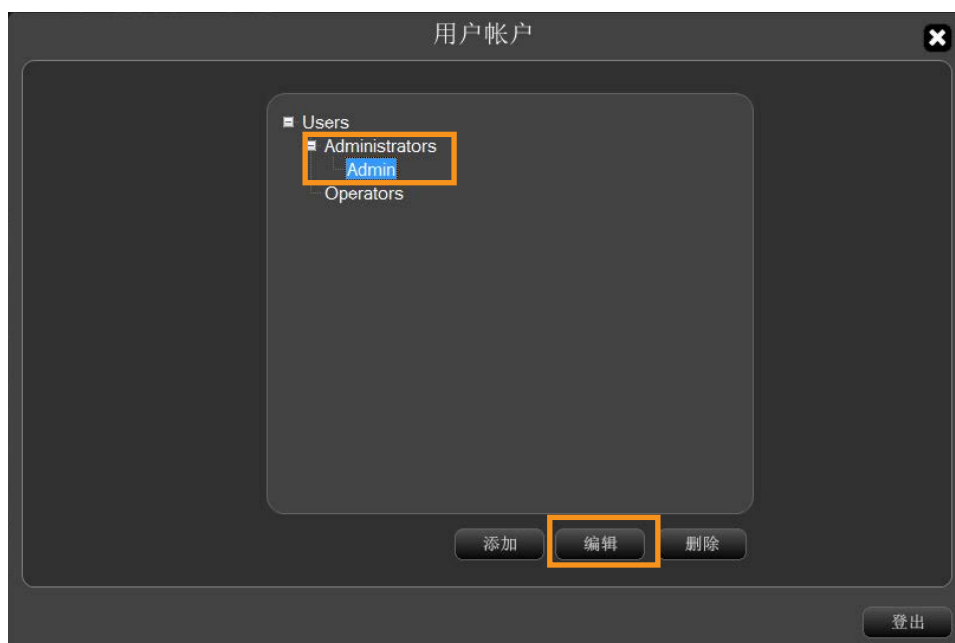 用户帐户
Users
Administrators
Admin
Operators
添加 编辑 删除
登出